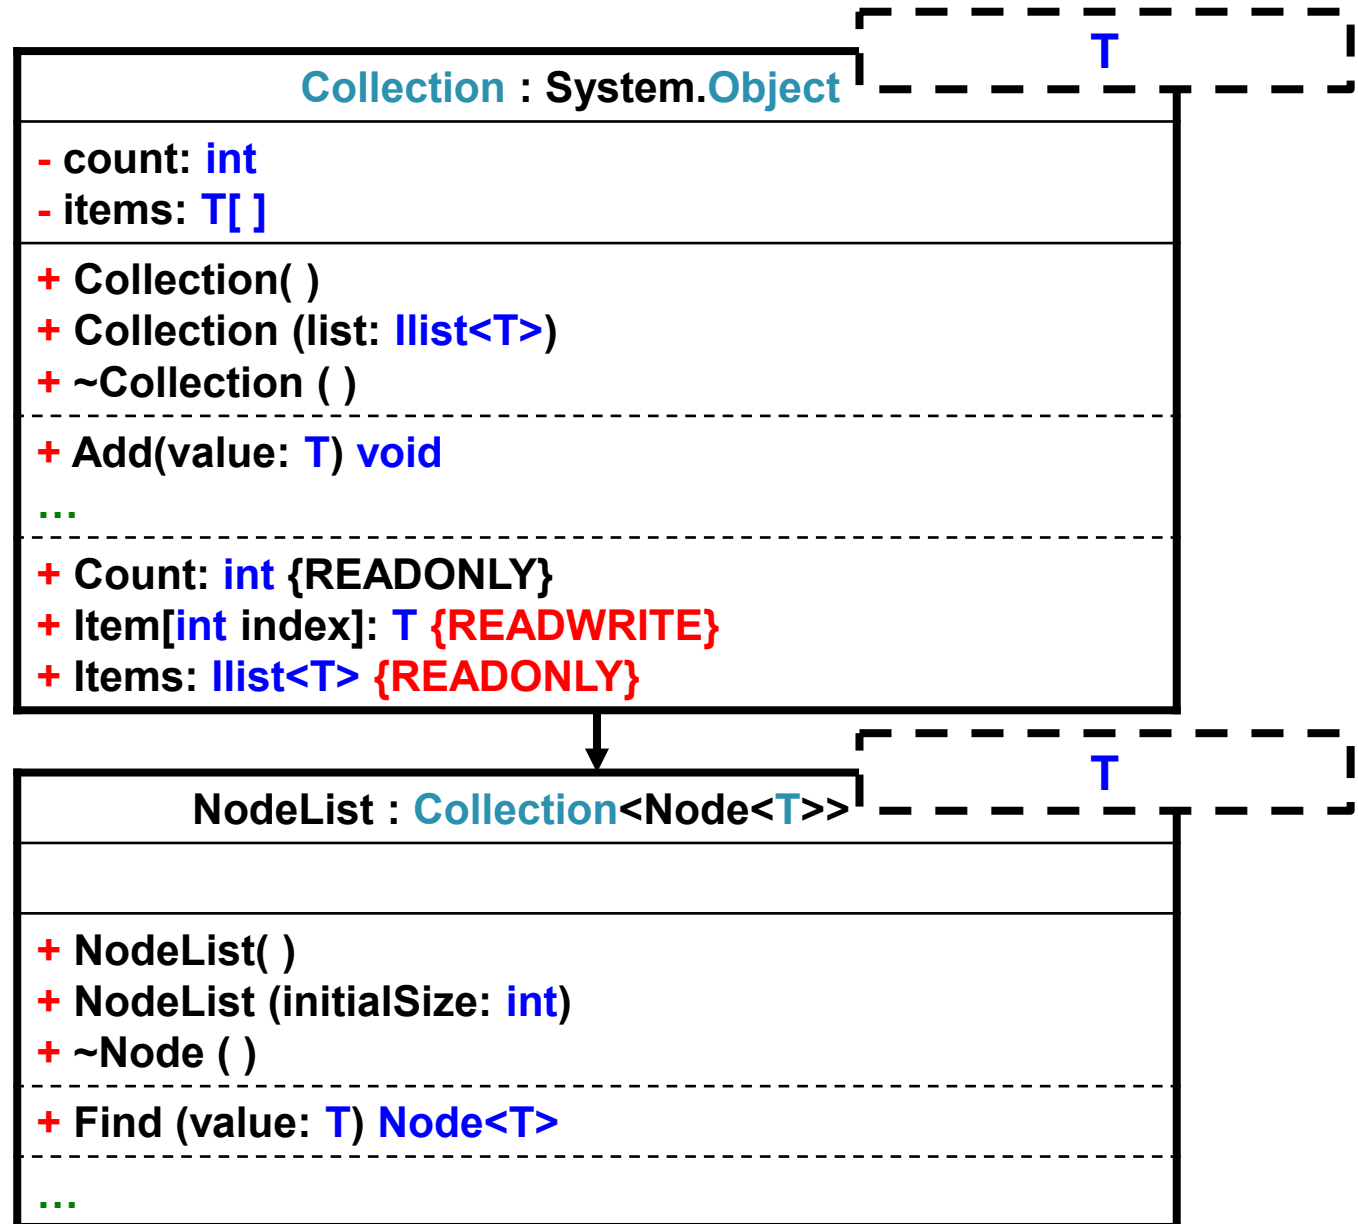 T
Collection : System.Object
- count: int
- items: T[ ]
+ Collection( )
+ Collection (list: Ilist<T>)
+ ~Collection ( )
+ Add(value: T) void
…
+ Count: int {READONLY}
+ Item[int index]: T {READWRITE}
+ Items: Ilist<T> {READONLY}
T
NodeList : Collection<Node<T>>
+ NodeList( )
+ NodeList (initialSize: int)
+ ~Node ( )
+ Find (value: T) Node<T>
…